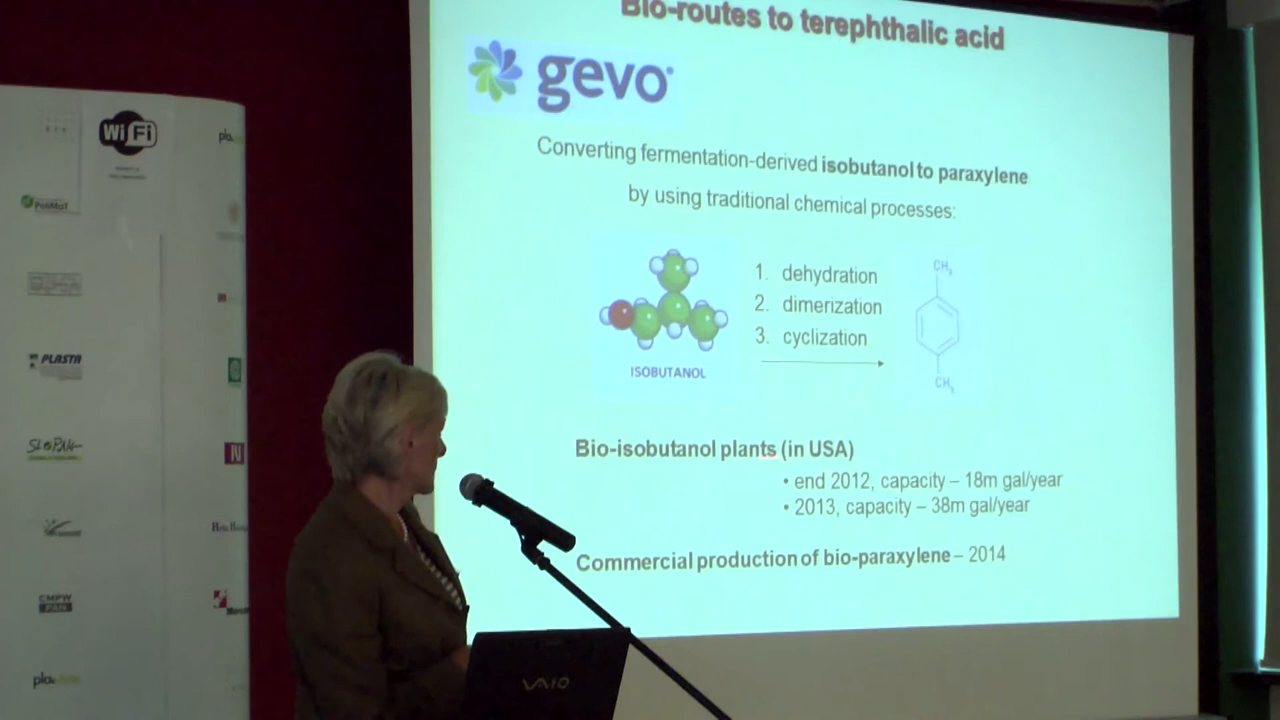 Bio-routes to terephthalic acid
gevo
Converting fermentation-derived isobutanol to paraxylene
by using traditional chemical processes:
1. dehydration
2. dimerization
3. cyclization
CH3
CH3
ISOBUTANOL
Bio-isobutanol plants (in USA)
• end 2012, capacity – 18m gal/year
• 2013, capacity – 38m gal/year
Commercial production of bio-paraxylene – 2014
WiFi
PLASTA
CMPW
PAN
N
VAIO